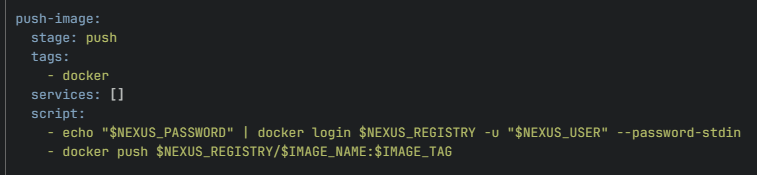 push-image:
  stage: push
  tags:
    - docker
  services: []
  script:
    - echo "$NEXUS_PASSWORD" | docker login $NEXUS_REGISTRY -u "$NEXUS_USER" --password-stdin
    - docker push $NEXUS_REGISTRY/$IMAGE_NAME:$IMAGE_TAG